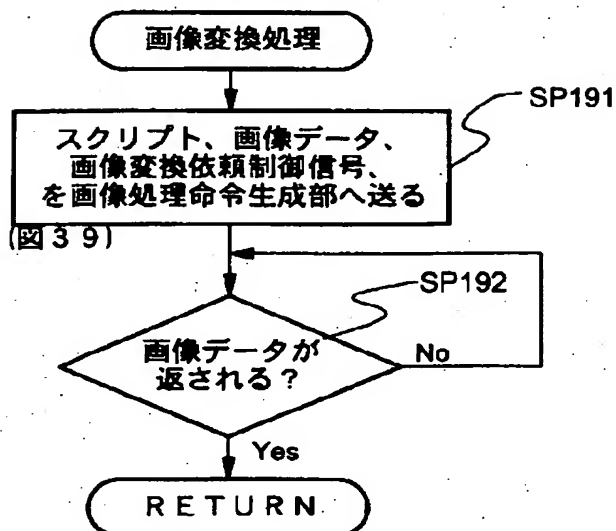 画像変換処理
SP191
スクリプト、画像データ、
画像変換依頼制御信号、
を画像処理命令生成部へ送る
(図39)
SP192
画像データが
返される?
No
Yes
RETURN